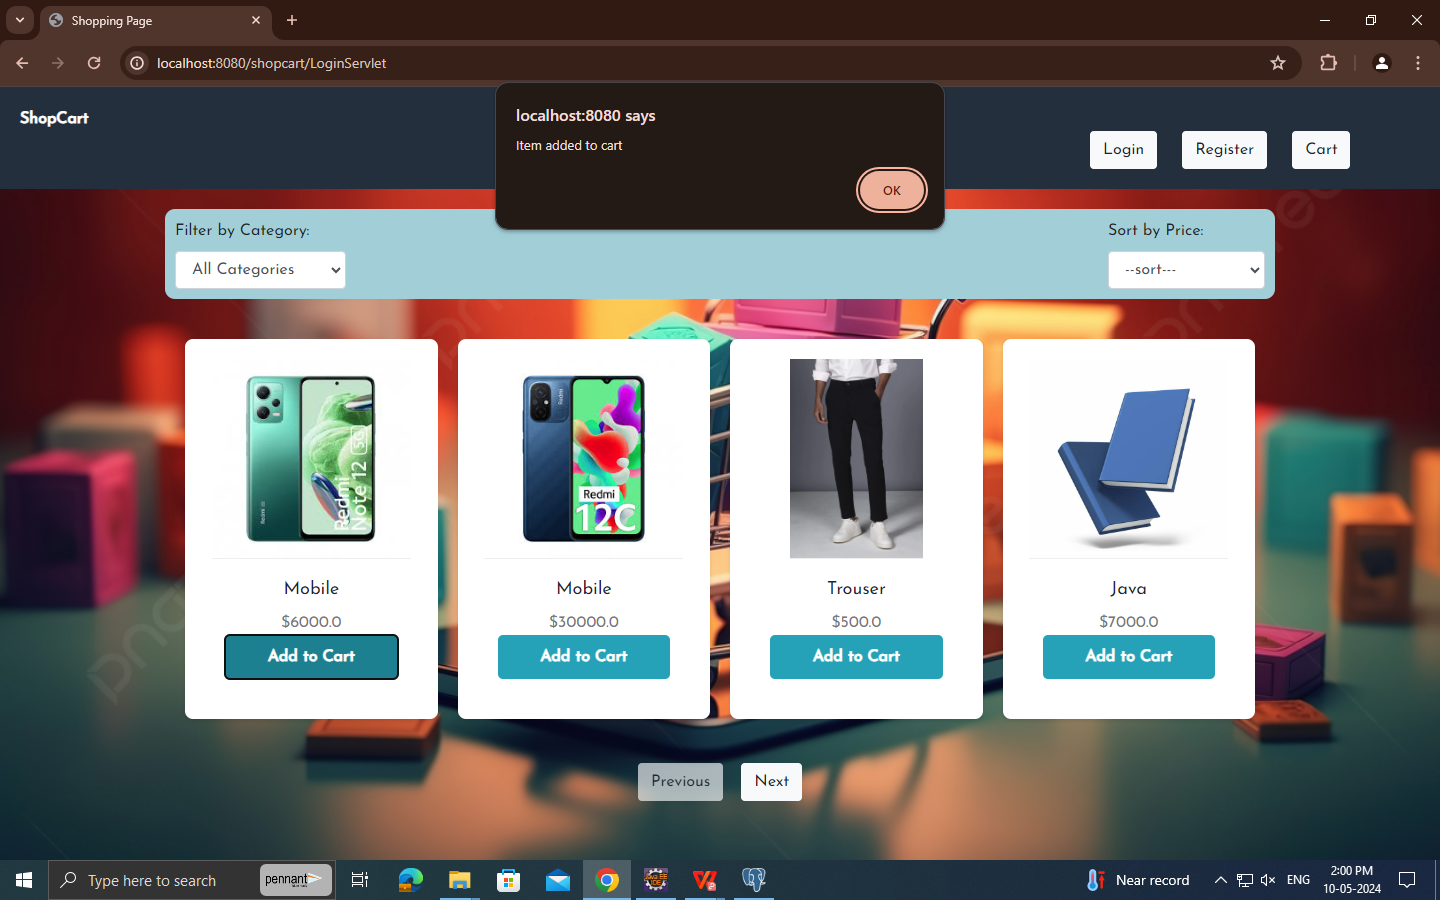 Shopping Page
localhost:8080/shopcart/LoginServlet
ShopCart
localhost:8080 says
Item added to cart
OK
Login
Register
Cart
Filter by Category:
All Categories
Sort by Price:
--sort---
Redmi
Note 12 5G
Redmi
12C
Mobile
Mobile
Trouser
Java
$6000.0
$30000.0
$500.0
$7000.0
Add to Cart
Add to Cart
Add to Cart
Add to Cart
Previous
Next
Type here to search
pennant
Near record
ENG
2:00 PM
10-05-2024